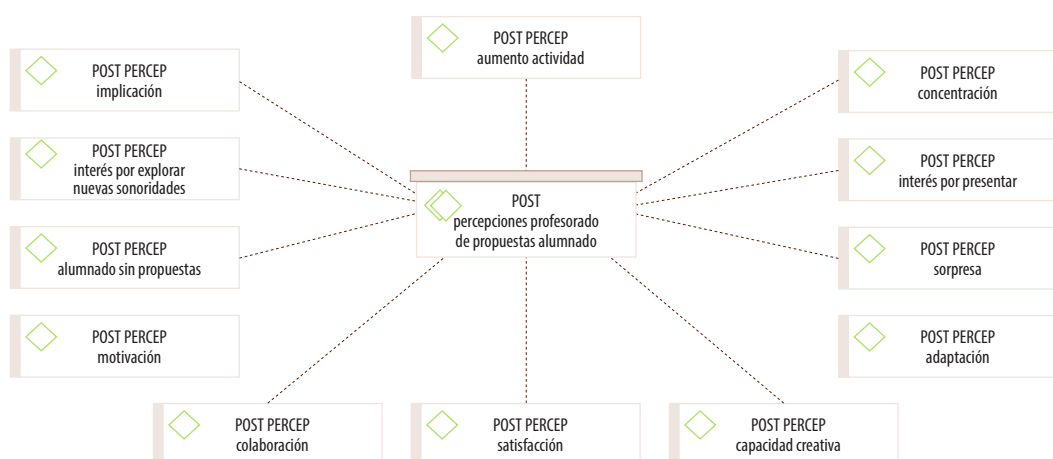 POST PERCEP
aumento actividad
POST PERCEP
implicación
POST PERCEP
concentración
POST PERCEP
interés por explorar
nuevas sonoridades
POST PERCEP
interés por presentar
POST
percepciones profesorado
de propuestas alumnado
POST PERCEP
alumnado sin propuestas
POST PERCEP
sorpresa
POST PERCEP
motivación
POST PERCEP
adaptación
POST PERCEP
colaboración
POST PERCEP
satisfacción
POST PERCEP
capacidad creativa